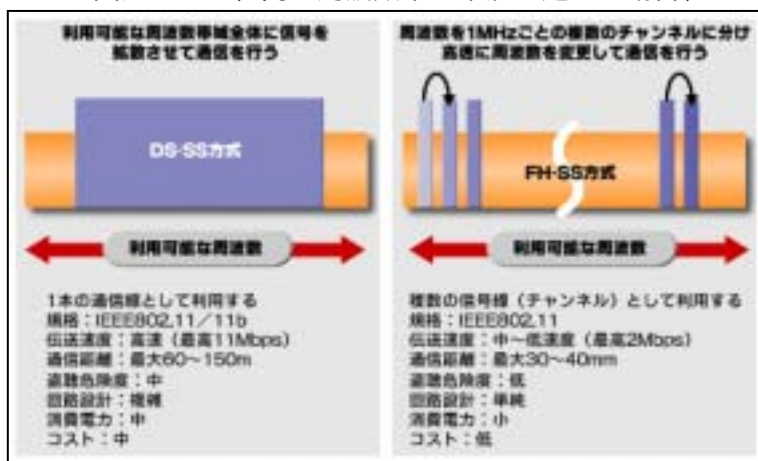 利用可能な周波数帯域全体に信号を
拡散させて通信を行う
DS-SS方式
利用可能な周波数
1本の通信線として利用する
規格：IEEE802.11／11b
伝送速度：高速（最高11Mbps）
通信距離：最大60～150m
盗聴危険度：中
回路設計：複雑
消費電力：中
コスト：中
周波数を1MHzごとの複数のチャンネルに分け
高速に周波数を変更して通信を行う
FH-SS方式
利用可能な周波数
複数の信号線（チャンネル）として利用する
規格：IEEE802.11
伝送速度：中～低速度（最高2Mbps）
通信距離：最大30～40mm
盗聴危険度：低
回路設計：単純
消費電力：小
コスト：低